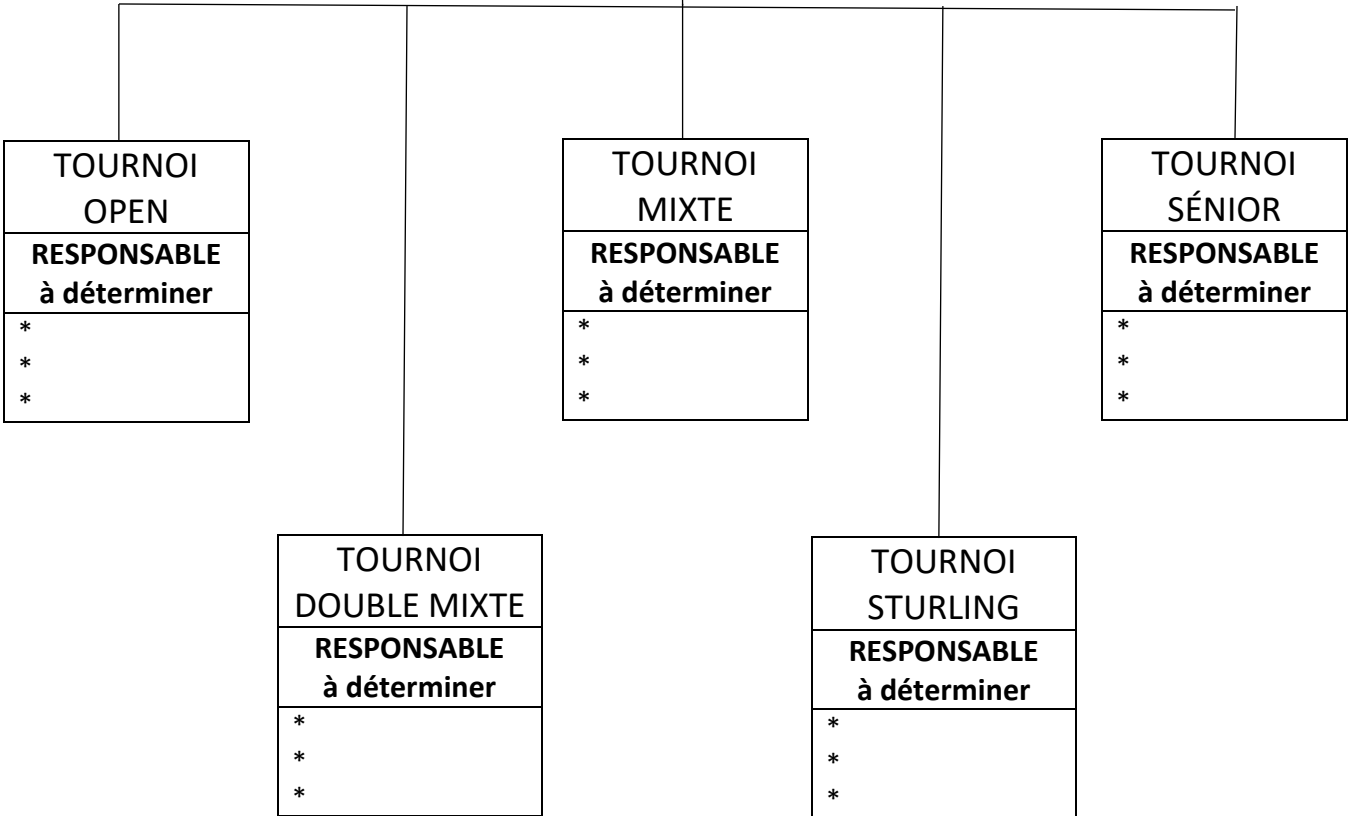 TOURNOI
OPEN
RESPONSABLE
à déterminer
*
*
*
TOURNOI
MIXTE
RESPONSABLE
à déterminer
*
*
*
TOURNOI
SÉNIOR
RESPONSABLE
à déterminer
*
*
*
TOURNOI
DOUBLE MIXTE
RESPONSABLE
à déterminer
*
*
*
TOURNOI
STURLING
RESPONSABLE
à déterminer
*
*
*